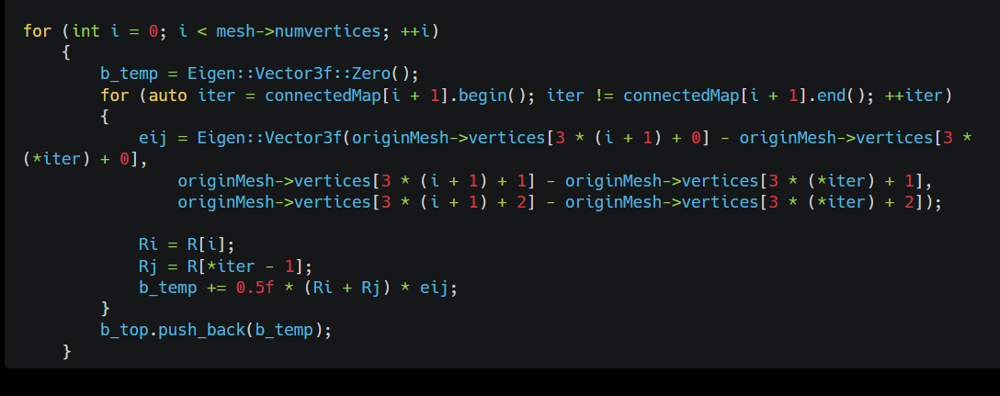 for (int i = 0; i < mesh->numvertices; ++i)
{
b_temp = Eigen::Vector3f::Zero();
for (auto iter = connectedMap[i + 1].begin(); iter != connectedMap[i + 1].end(); ++iter)
{
eij = Eigen::Vector3f(originMesh->vertices[3 * (i + 1) + 0] - originMesh->vertices[3 *
(*iter) + 0],
originMesh->vertices[3 * (i + 1) + 1] - originMesh->vertices[3 * (*iter) + 1],
originMesh->vertices[3 * (i + 1) + 2] - originMesh->vertices[3 * (*iter) + 2]);
Ri = R[i];
Rj = R[*iter - 1];
b_temp += 0.5f * (Ri + Rj) * eij;
}
b_top.push_back(b_temp);
}